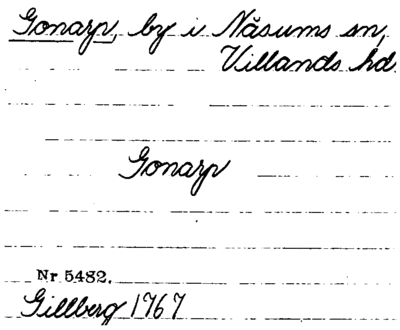 Gonarp, by i Näsums sn,
Villands hd
Gonarp
Nr 5482.
Gillberg 1767